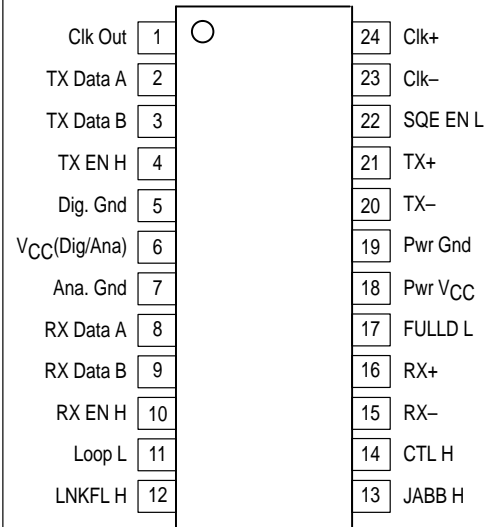 Clk Out 1 24 Clk+
TX Data A 2 23 Clk–
TX Data B 3 22 SQE EN L
TX EN H 4 21 TX+
Dig. Gnd 5 20 TX–
VCC(Dig/Ana) 6 19 Pwr Gnd
Ana. Gnd 7 18 Pwr VCC
RX Data A 8 17 FULLD L
RX Data B 9 16 RX+
RX EN H 10 15 RX–
Loop L 11 14 CTL H
LNKFL H 12 13 JABB H